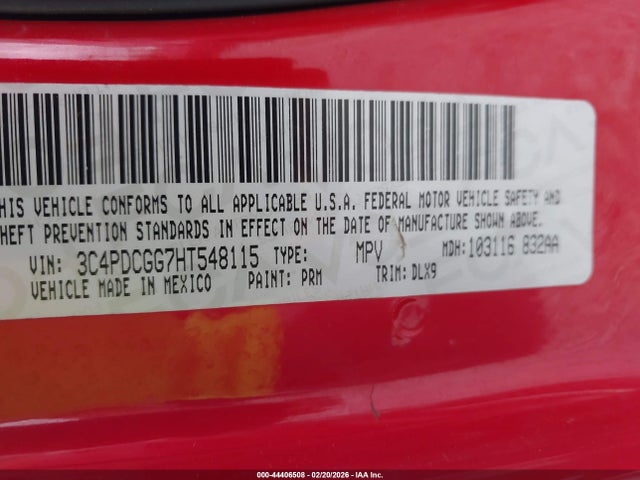 THIS VEHICLE CONFORMS TO ALL APPLICABLE U.S.A. FEDERAL MOTOR VEHICLE SAFETY AND
THEFT PREVENTION STANDARDS IN EFFECT ON THE DATE OF MANUFACTURE SHOWN ABOVE.
VIN: 3C4PDCGG7HT548115 TYPE: MPV MDH: 103116 832AA
VEHICLE MADE IN MEXICO PAINT: PRM TRIM: DLX9
000-44406508 - 02/20/2026 - IAA Inc.